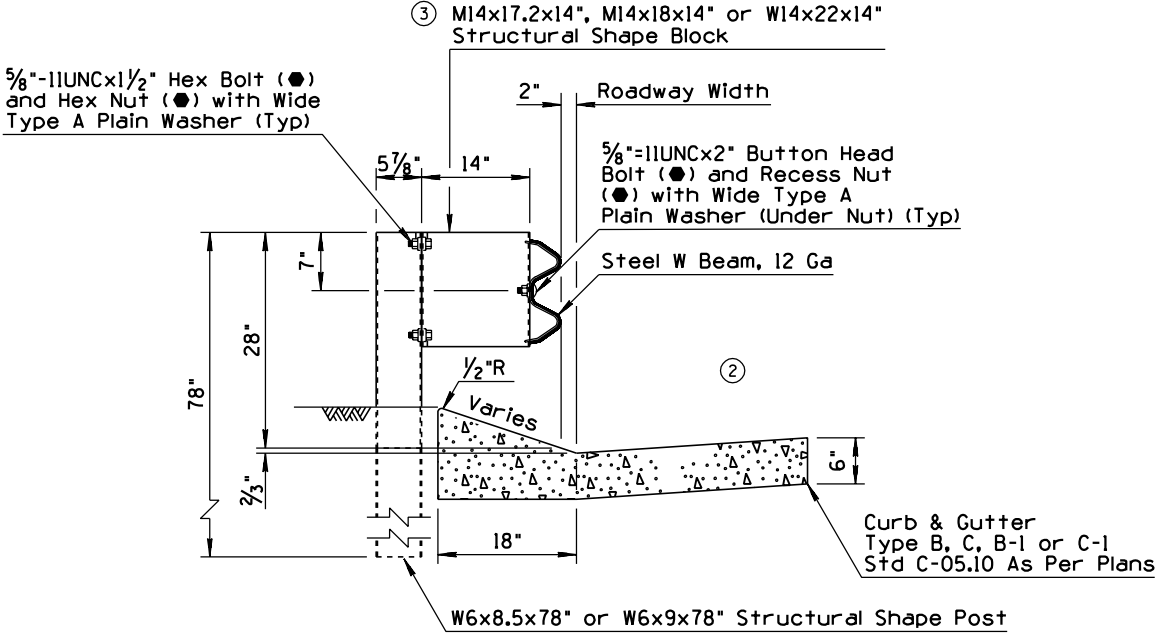 ③ M14x17.2x14", M14x18x14" or W14x22x14"
Structural Shape Block
⅝"-11UNCx1½" Hex Bolt (⬣)
and Hex Nut (⬣) with Wide
Type A Plain Washer (Typ)
2" Roadway Width
⅝"=11UNCx2" Button Head
Bolt (⬣) and Recess Nut
(⬣) with Wide Type A
Plain Washer (Under Nut) (Typ)
5⅞" 14"
Steel W Beam, 12 Ga
7"
28"
78"
½"R
Varies
②
6"
⅔"
18"
Curb & Gutter
Type B, C, B-1 or C-1
Std C-05.10 As Per Plans
W6x8.5x78" or W6x9x78" Structural Shape Post